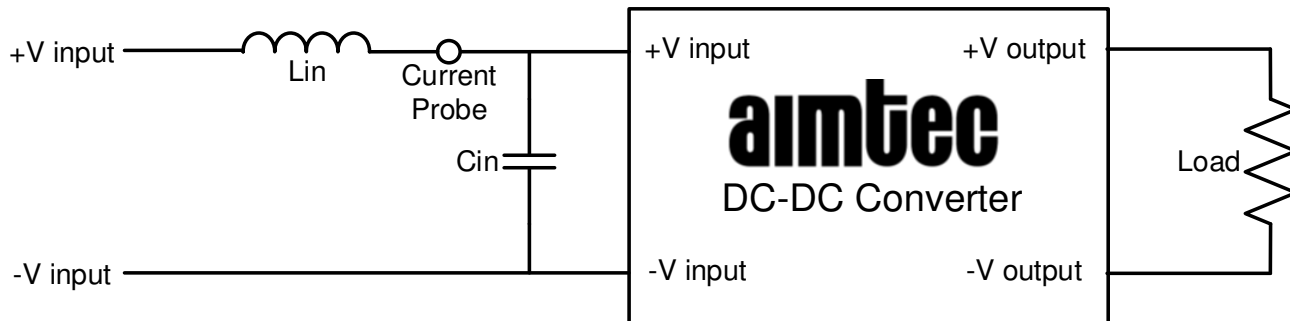 +V input
Lin
Current
Probe
+V input
+V output
aimtec
DC-DC Converter
Cin
Load
-V input
-V input
-V output